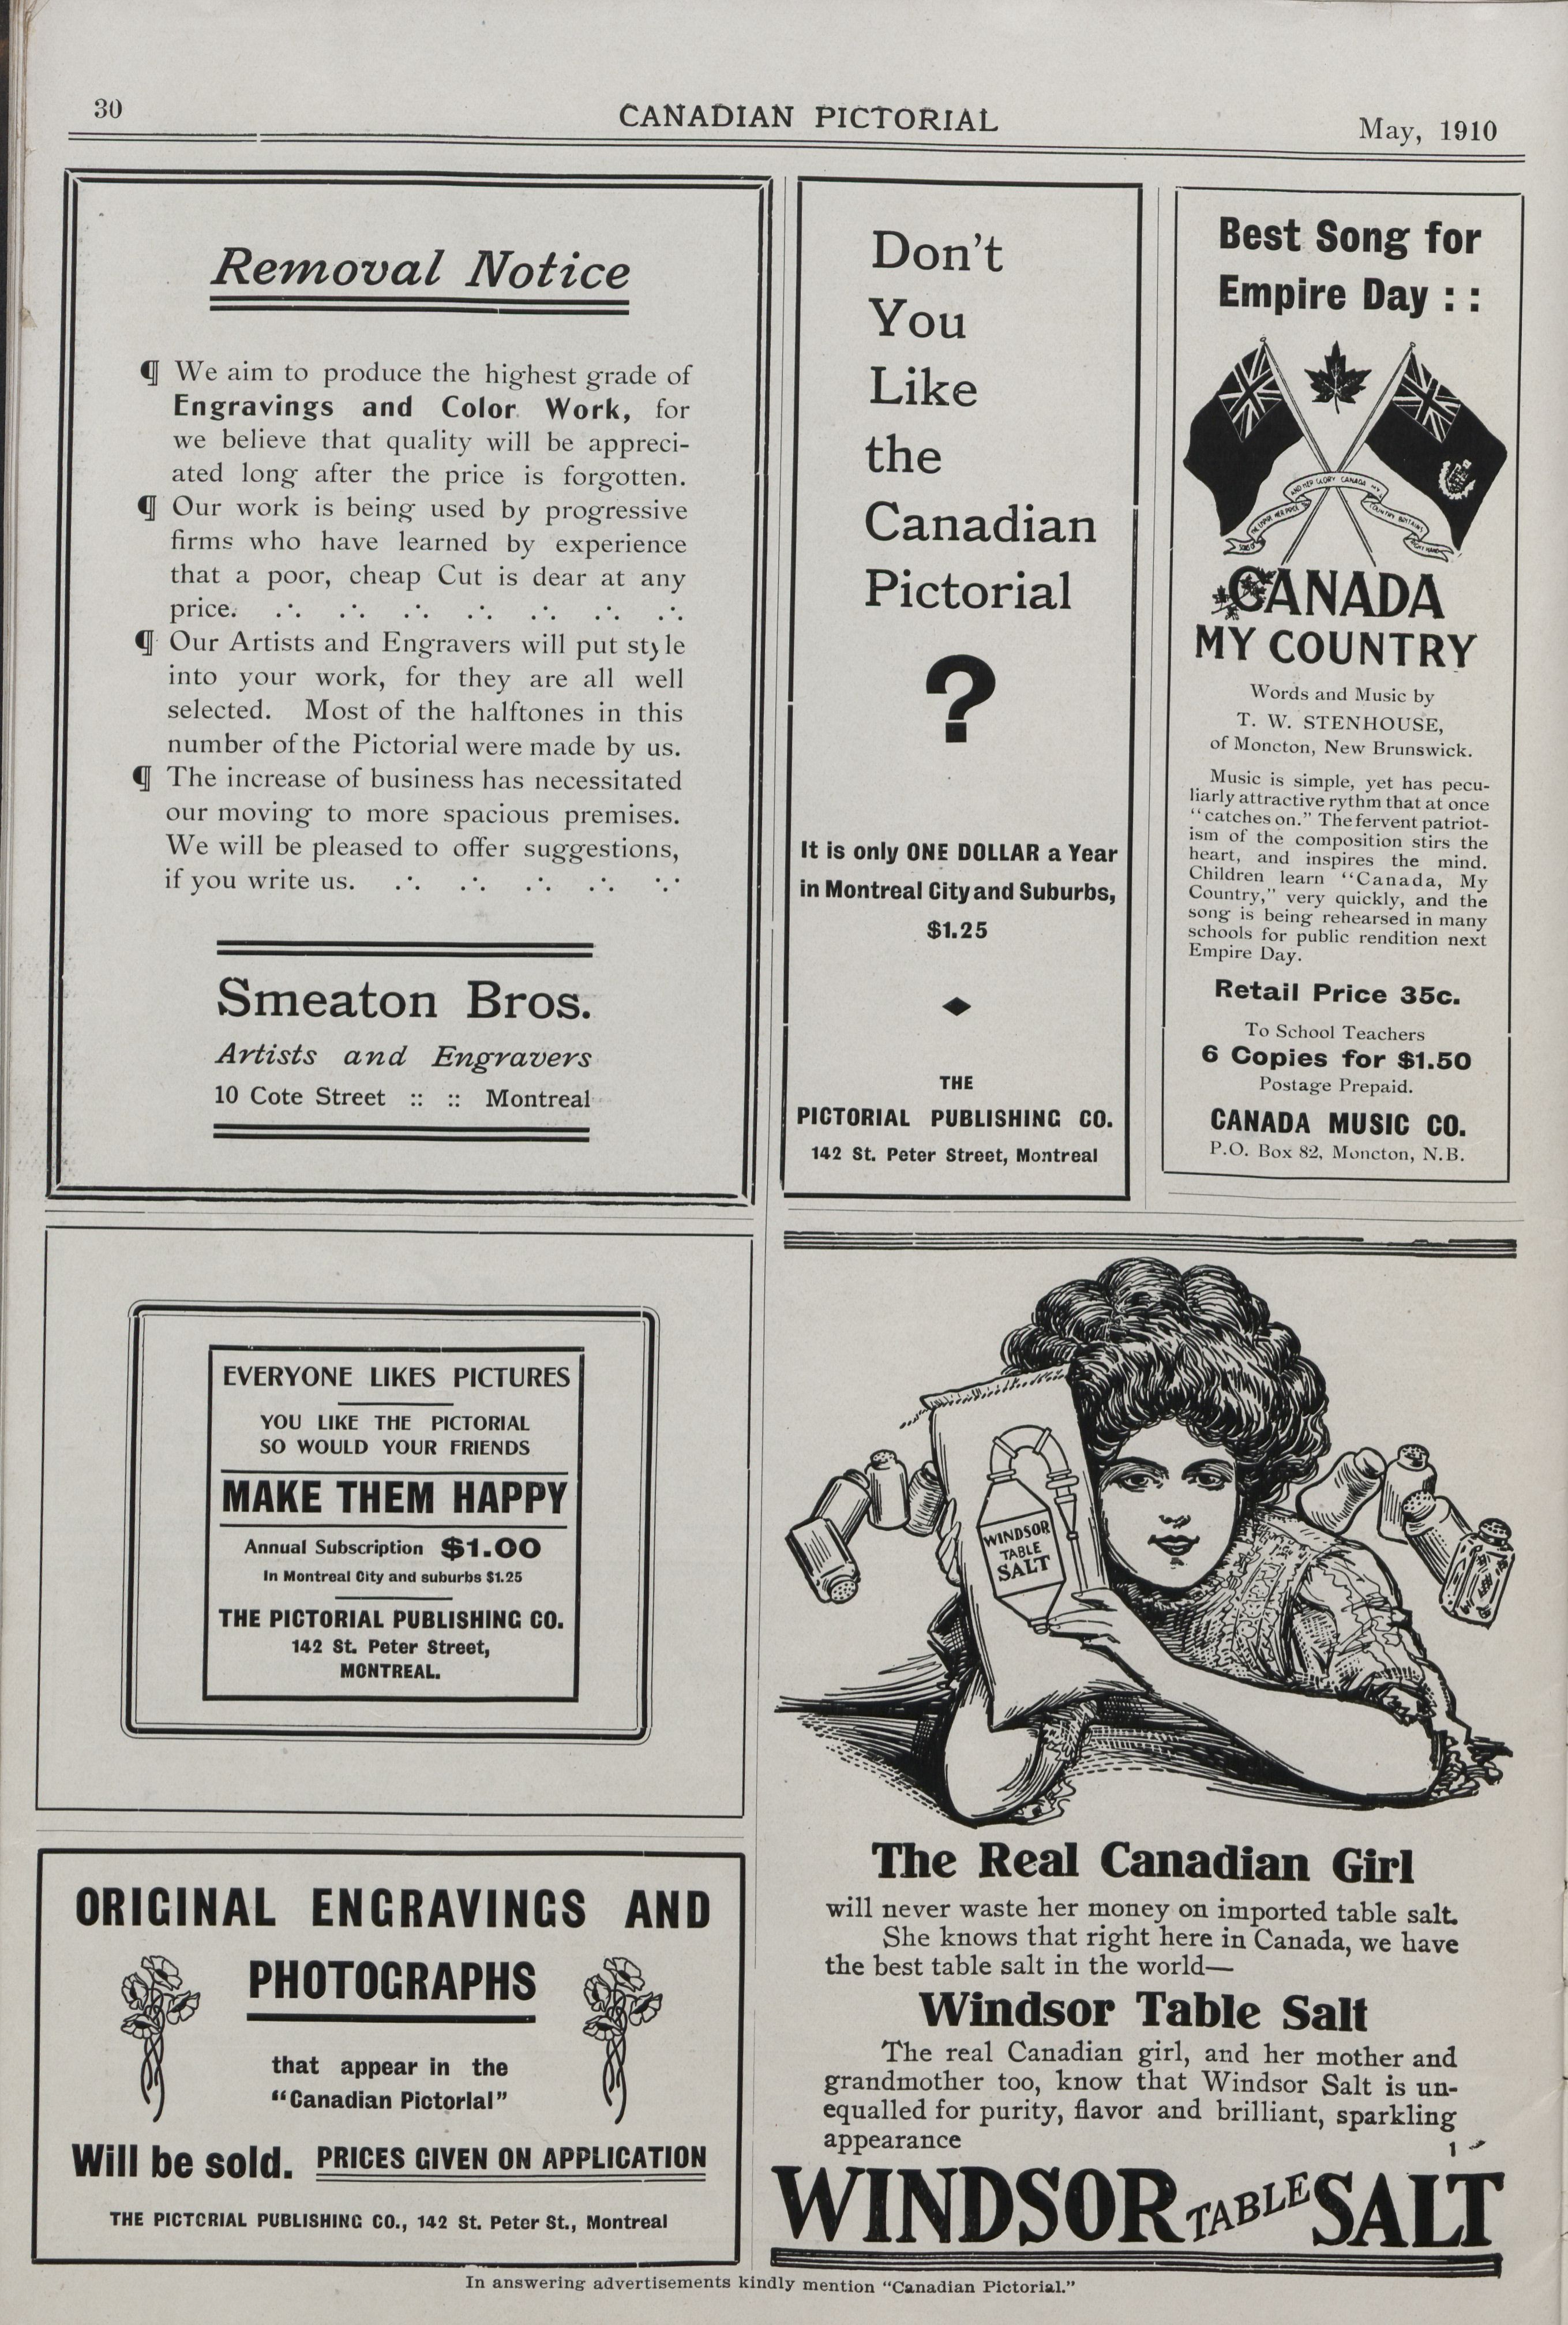 30
CANADIAN PICTORIAL
May, 1910
Removal Notice
¶ We aim to produce the highest grade of
Engravings and Color Work, for
we believe that quality will be appreci-
ated long after the price is forgotten.
¶ Our work is being used by progressive
firms who have learned by experience
that a poor, cheap Cut is dear at any
price. ∴ ∴ ∴ ∴ ∴ ∴ ∴
¶ Our Artists and Engravers will put style
into your work, for they are all well
selected. Most of the halftones in this
number of the Pictorial were made by us.
¶ The increase of business has necessitated
our moving to more spacious premises.
We will be pleased to offer suggestions,
if you write us. ∴ ∴ ∴ ∴ ∵
Smeaton Bros.
Artists and Engravers
10 Cote Street :: :: Montreal
Don't
You
Like
the
Canadian
Pictorial
?
It is only ONE DOLLAR a Year
in Montreal City and Suburbs,
$1.25
THE
PICTORIAL PUBLISHING CO.
142 St. Peter Street, Montreal
Best Song for
Empire Day : :
AND HER GLORY CANADA MY
CANADA
MY COUNTRY
Words and Music by
T. W. STENHOUSE,
of Moncton, New Brunswick.
Music is simple, yet has pecu-
liarly attractive rythm that at once
"catches on." The fervent patriot-
ism of the composition stirs the
heart, and inspires the mind.
Children learn "Canada, My
Country," very quickly, and the
song is being rehearsed in many
schools for public rendition next
Empire Day.
Retail Price 35c.
To School Teachers
6 Copies for $1.50
Postage Prepaid.
CANADA MUSIC CO.
P.O. Box 82, Moncton, N.B.
EVERYONE LIKES PICTURES
YOU LIKE THE PICTORIAL
SO WOULD YOUR FRIENDS
MAKE THEM HAPPY
Annual Subscription $1.00
In Montreal City and suburbs $1.25
THE PICTORIAL PUBLISHING CO.
142 St. Peter Street,
MONTREAL.
ORIGINAL ENGRAVINGS AND
PHOTOGRAPHS
that appear in the
"Canadian Pictorial"
Will be sold. PRICES GIVEN ON APPLICATION
THE PICTCRIAL PUBLISHING CO., 142 St. Peter St., Montreal
WINDSOR
TABLE
SALT
The Real Canadian Girl
will never waste her money on imported table salt.
She knows that right here in Canada, we have
the best table salt in the world—
Windsor Table Salt
The real Canadian girl, and her mother and
grandmother too, know that Windsor Salt is un-
equalled for purity, flavor and brilliant, sparkling
appearance
1
WINDSOR TABLE SALT
In answering advertisements kindly mention "Canadian Pictorial."